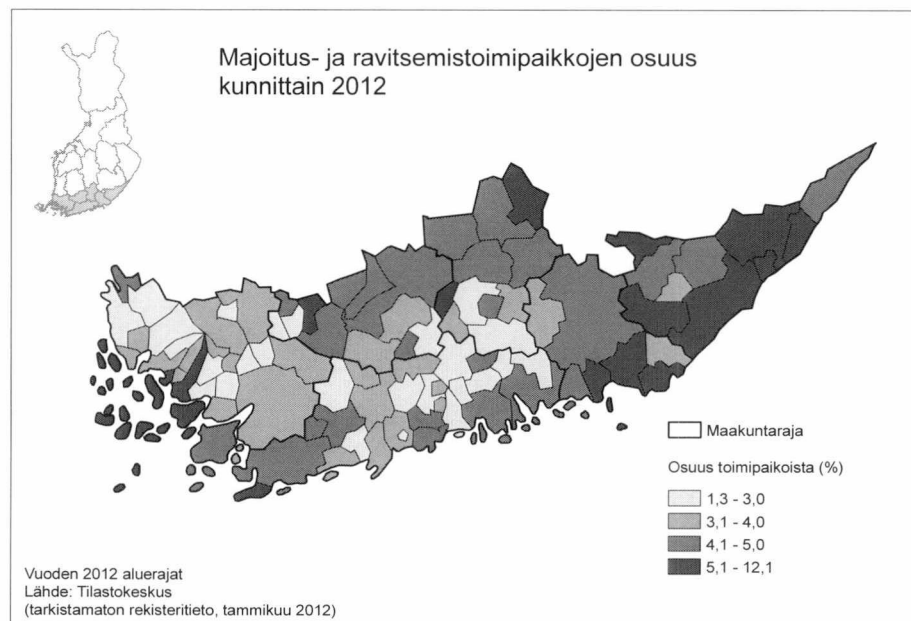 Majoitus- ja ravitsemistoimipaikkojen osuus
kunnittain 2012
Maakuntaraja
Osuus toimipaikoista (%)
1,3 - 3,0
3,1 - 4,0
4,1 - 5,0
5,1 - 12,1
Vuoden 2012 aluerajat
Lähde: Tilastokeskus
(tarkistamaton rekisteritieto, tammikuu 2012)